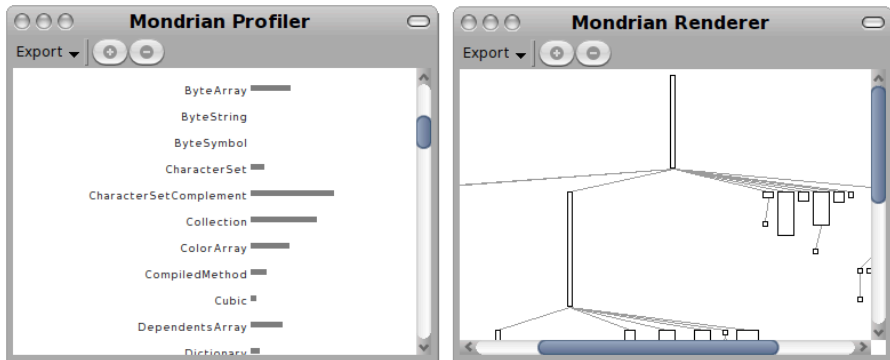 Mondrian Profiler
Export
ByteArray
ByteString
ByteSymbol
CharacterSet
CharacterSetComplement
Collection
ColorArray
CompiledMethod
Cubic
DependentsArray
Dictionary
Mondrian Renderer
Export